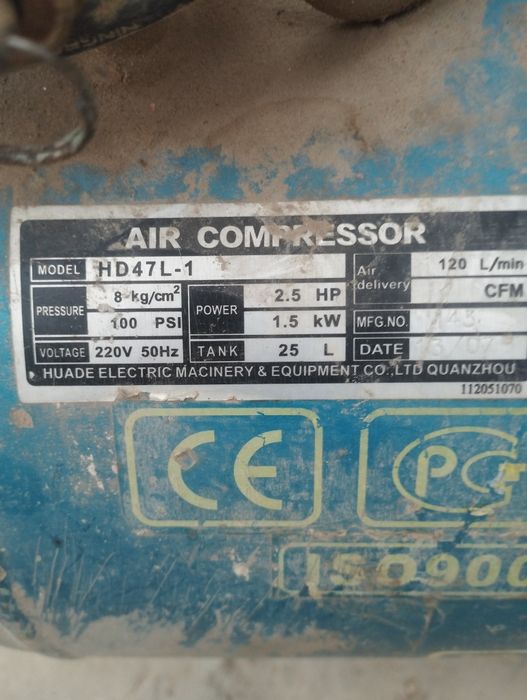 AIR COMPRESSOR
MODEL HD47L-1
PRESSURE 8 kg/cm²
100 PSI
VOLTAGE 220V 50Hz
POWER 2.5 HP
1.5 kW
TANK 25 L
Air delivery 120 L/min
CFM
MFG.NO.
DATE
HUADE ELECTRIC MACINERY & EQUIPMENT CO.,LTD QUANZHOU
112051070
CE
ISO900